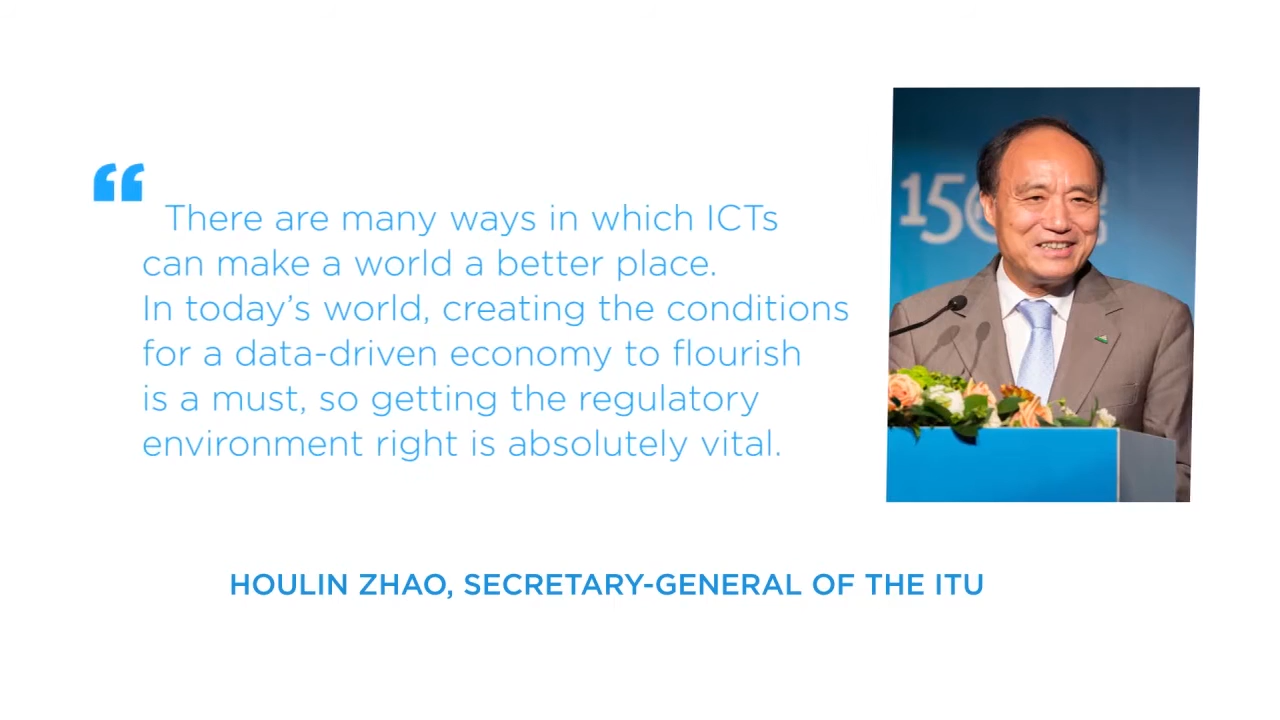 “ There are many ways in which ICTs
can make a world a better place.
In today’s world, creating the conditions
for a data-driven economy to flourish
is a must, so getting the regulatory
environment right is absolutely vital.
150
HOULIN ZHAO, SECRETARY-GENERAL OF THE ITU